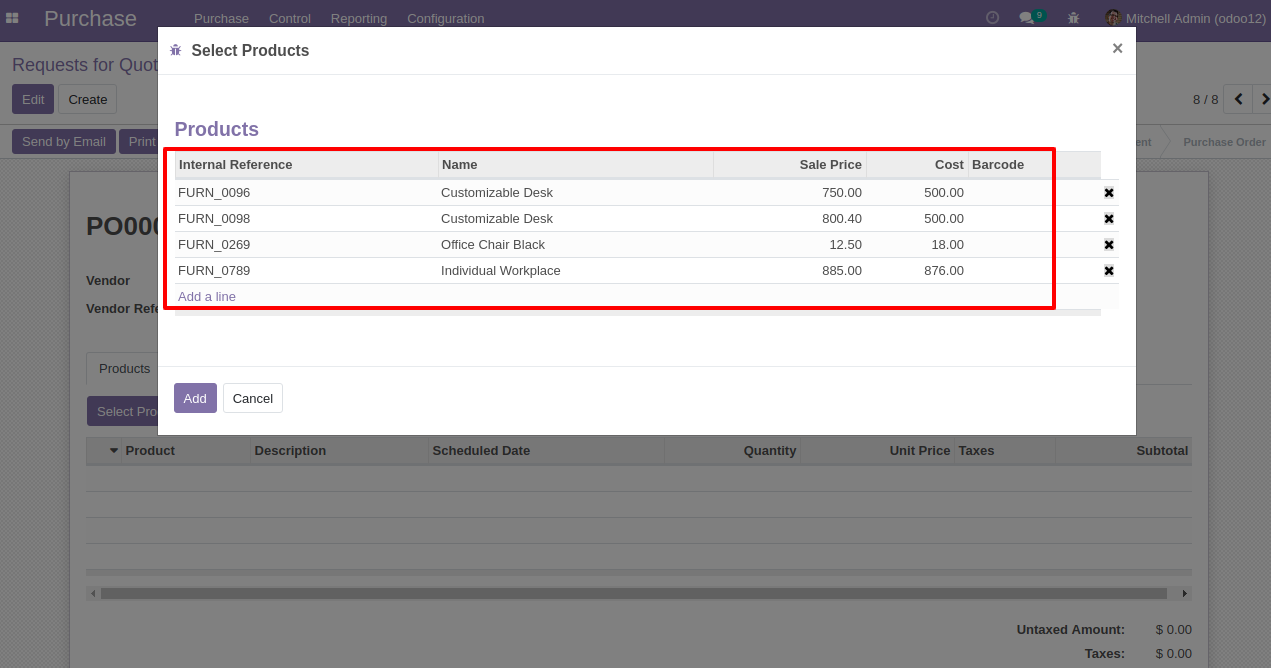 Purchase Purchase Control Reporting Configuration 9 Mitchell Admin (odoo12)
Requests for Quot
Select Products ×
Edit Create 8 / 8
Send by Email Print ent Purchase Order
Products
Internal Reference Name Sale Price Cost Barcode
FURN_0096 Customizable Desk 750.00 500.00
FURN_0098 Customizable Desk 800.40 500.00
FURN_0269 Office Chair Black 12.50 18.00
FURN_0789 Individual Workplace 885.00 876.00
Add a line
Add Cancel
PO000
Vendor
Vendor Refe
Products
Select Pro
Product Description Scheduled Date Quantity Unit Price Taxes Subtotal
Untaxed Amount: $ 0.00
Taxes: $ 0.00